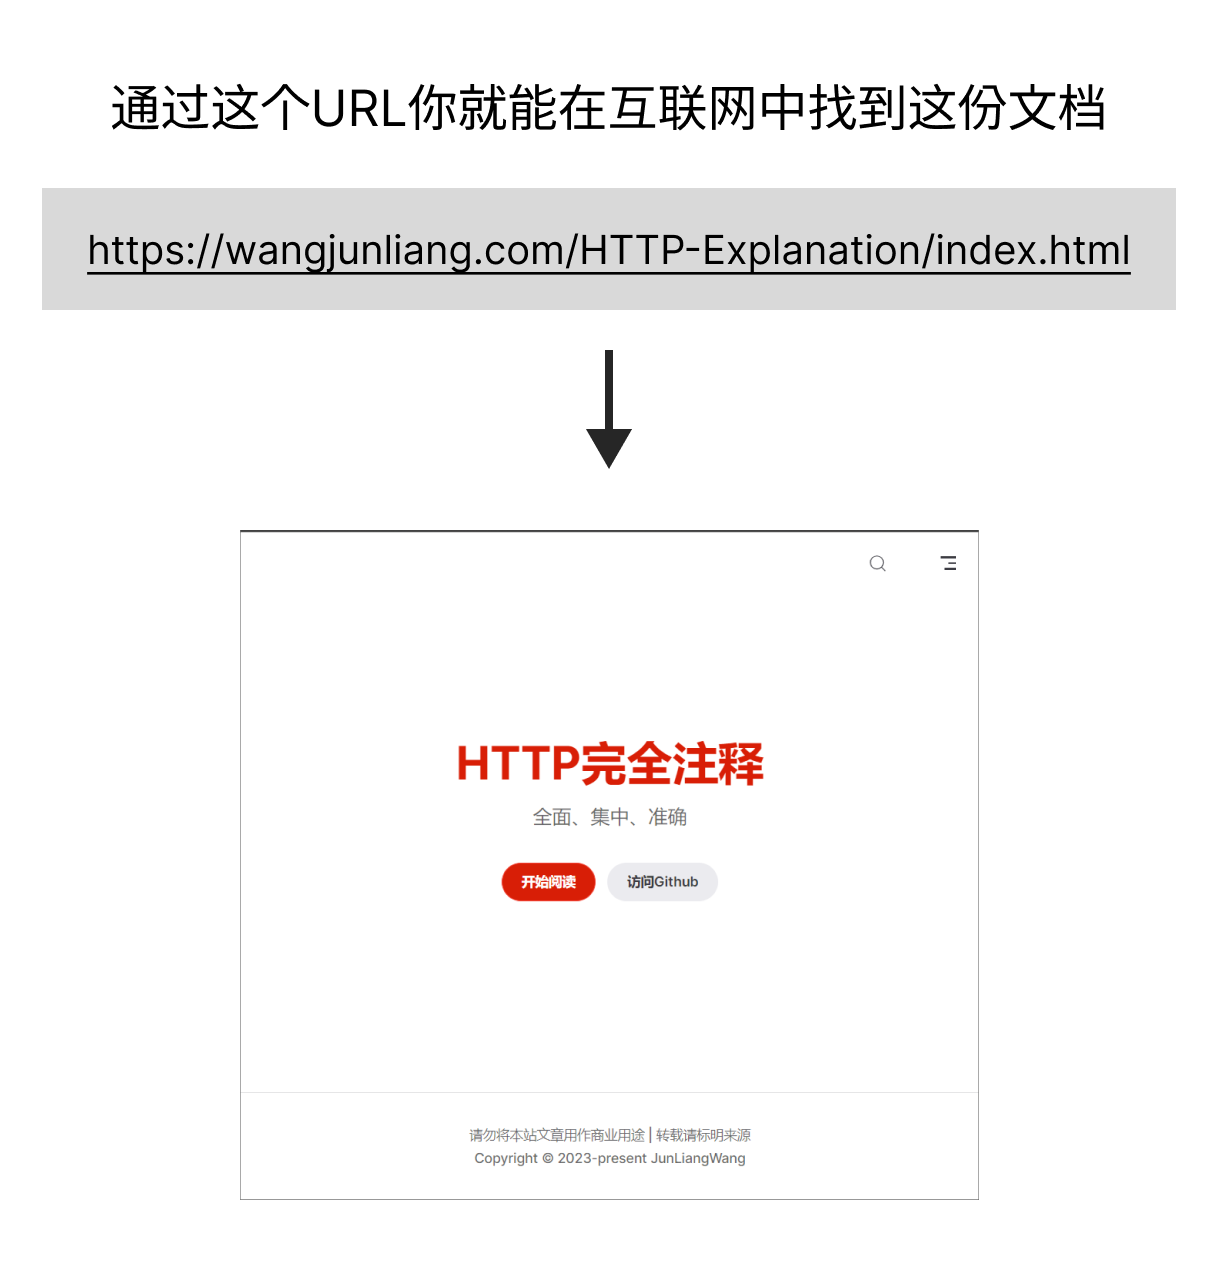 通过这个URL你就能在互联网中找到这份文档
https://wangjunliang.com/HTTP-Explanation/index.html
HTTP完全注释
全面、集中、准确
开始阅读 访问Github
请勿将本站文章用作商业用途 | 转载请标明来源
Copyright © 2023-present JunLiangWang